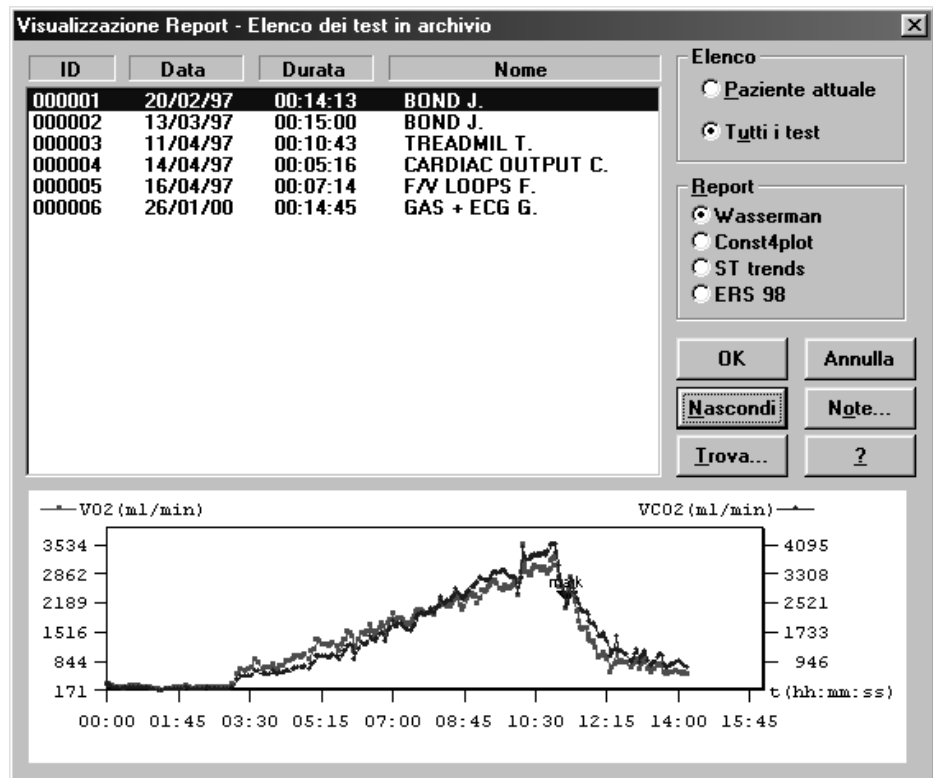 Visualizzazione Report - Elenco dei test in archivio
ID Data Durata Nome
000001 20/02/97 00:14:13 BOND J.
000002 13/03/97 00:15:00 BOND J.
000003 11/04/97 00:10:43 TREADMIL T.
000004 14/04/97 00:05:16 CARDIAC OUTPUT C.
000005 16/04/97 00:07:14 F/V LOOPS F.
000006 26/01/00 00:14:45 GAS + ECG G.
Elenco
Paziente attuale
Tutti i test
Report
Wasserman
Const4plot
ST trends
ERS 98
OK Annulla
Nascondi Note...
Trova... ?
VO2(ml/min) VCO2(ml/min)
3534 4095
2862 3308
2189 2521
1516 1733
844 946
171 t(hh:mm:ss)
mark
00:00 01:45 03:30 05:15 07:00 08:45 10:30 12:15 14:00 15:45